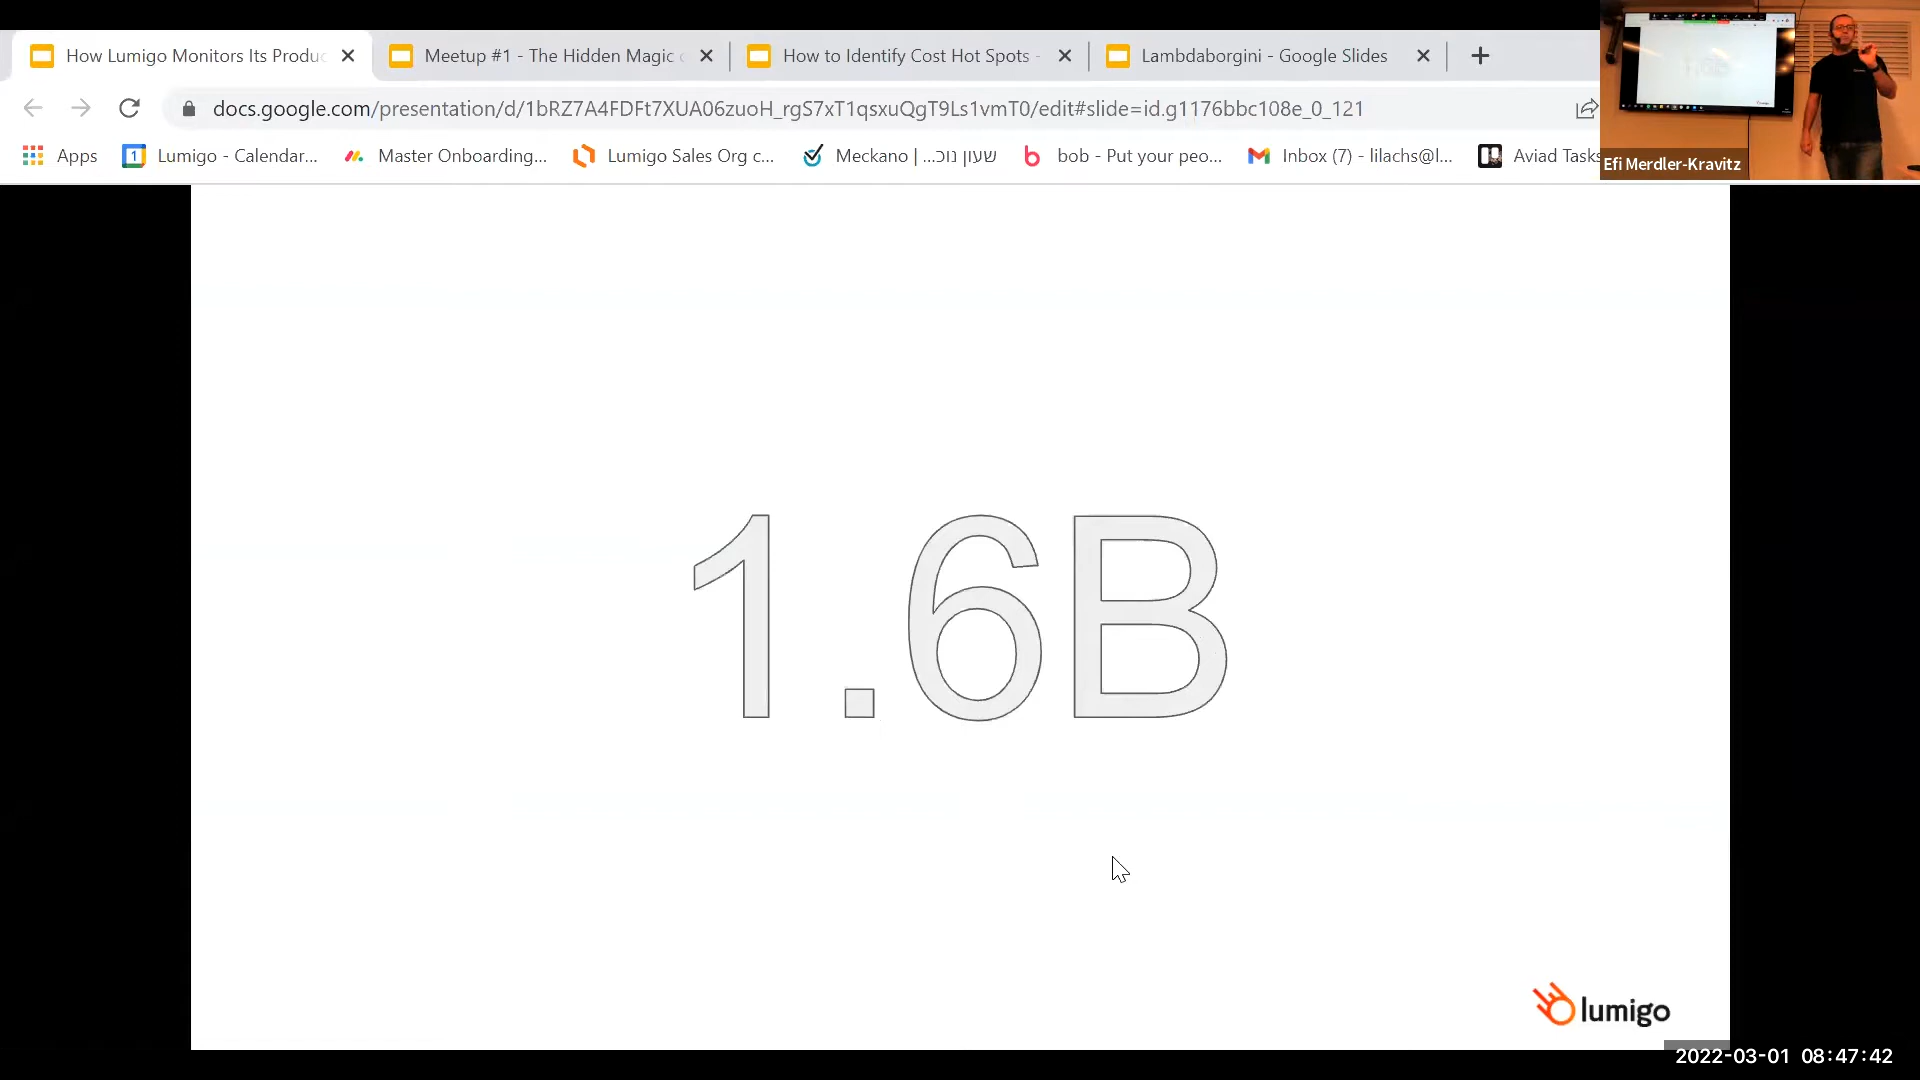 How Lumigo Monitors Its Produc
Meetup #1 - The Hidden Magic
How to Identify Cost Hot Spots -
Lambdaborgini - Google Slides
docs.google.com/presentation/d/1bRZ7A4FDFt7XUA06zuoH_rgS7xT1qsxuQgT9Ls1vmT0/edit#slide=id.g1176bbc108e_0_121
Apps
1
Lumigo - Calendar...
Master Onboarding...
Lumigo Sales Org c...
Meckano | ...שעון נוכ
bob - Put your peo...
Inbox (7) - lilachs@l...
Aviad Tasks
Efi Merdler-Kravitz
1.6B
lumigo
2022-03-01 08:47:42